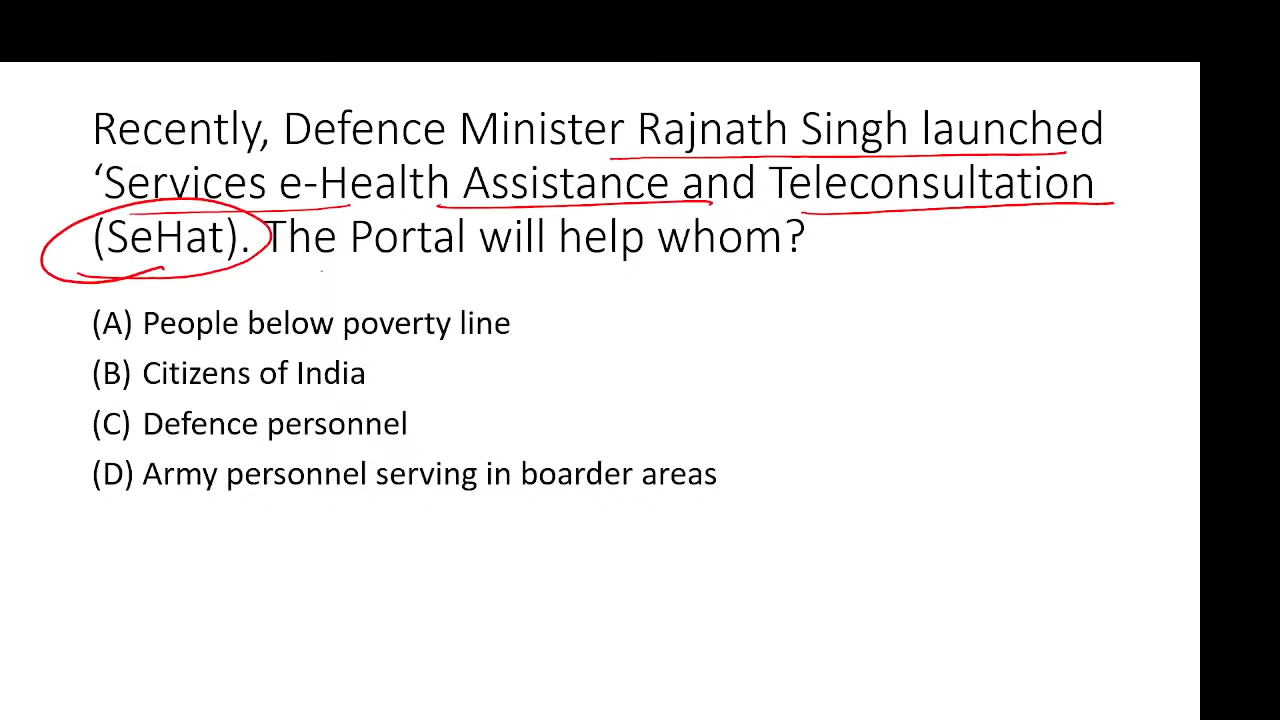 Recently, Defence Minister Rajnath Singh launched
‘Services e-Health Assistance and Teleconsultation
(SeHat). The Portal will help whom?
(A) People below poverty line
(B) Citizens of India
(C) Defence personnel
(D) Army personnel serving in boarder areas